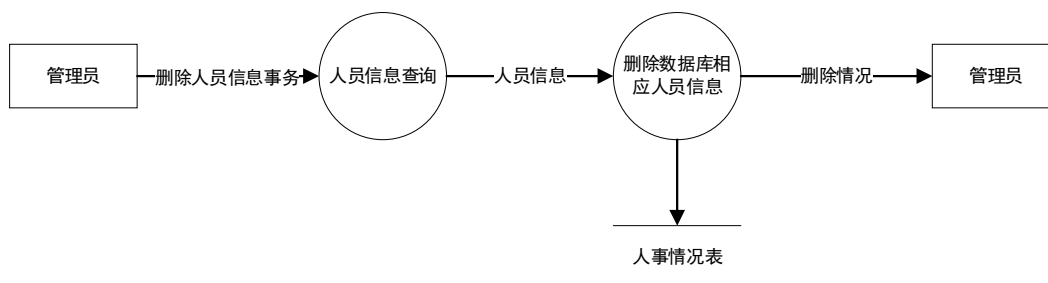 管理员
删除人员信息事务
人员信息查询
人员信息
删除数据库相
应人员信息
删除情况
管理员
人事情况表